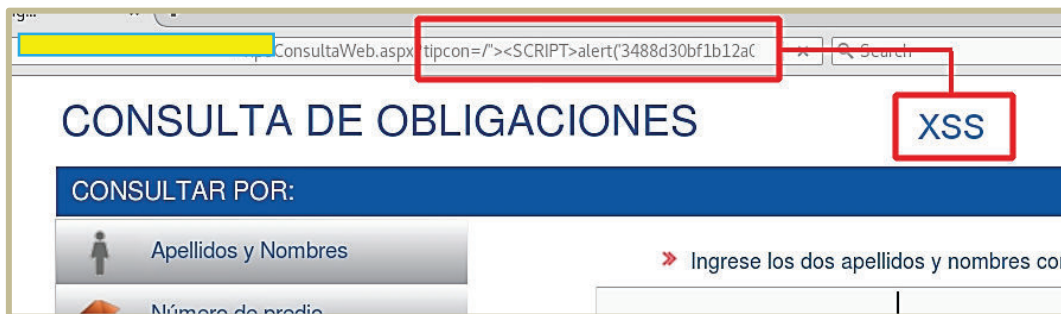 ConsultaWeb.aspx?tipcon=/"><SCRIPT>alert('3488d30bf1b12a0
Search
CONSULTA DE OBLIGACIONES
XSS
CONSULTAR POR:
Apellidos y Nombres
Ingrese los dos apellidos y nombres co
Número de predio